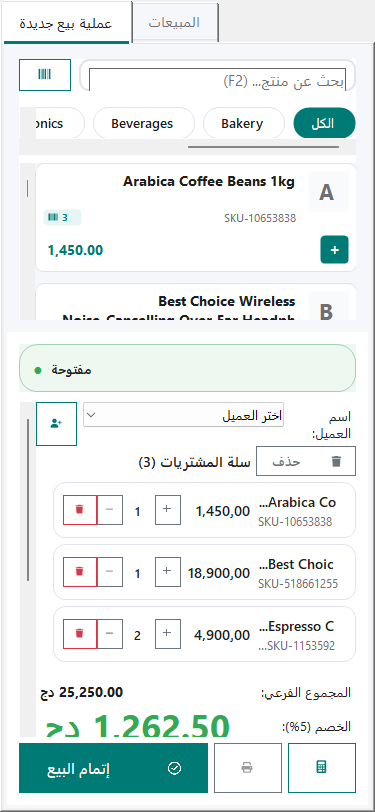 عملية بيع جديدة
المبيعات
بحث عن منتج... (F2)
الكل
Bakery
Beverages
onics
A
Arabica Coffee Beans 1kg
SKU-10653838
3
1,450.00
+
B
Best Choice Wireless
Noise-Cancelling Over-Ear Headph
مفتوحة
اسم العميل:
اختر العميل
سلة المشتريات (3)
حذف
Arabica Co...
SKU-10653838
1,450,00
+
1
−
Best Choic...
SKU-518661255
18,900,00
+
1
−
Espresso C...
SKU-1153592...
4,900,00
+
2
−
المجموع الفرعي:
25,250.00 دج
الخصم (5%):
1,262.50 دج
إتمام البيع